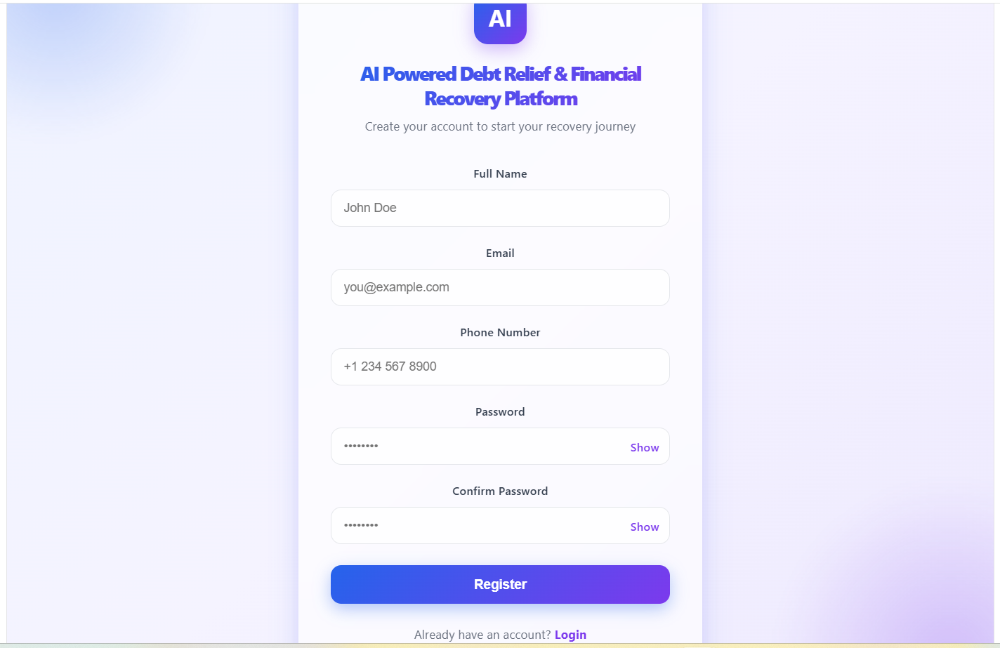 AI
AI Powered Debt Relief & Financial
Recovery Platform
Create your account to start your recovery journey
Full Name
John Doe
Email
you@example.com
Phone Number
+1 234 567 8900
Password
••••••••
Show
Confirm Password
••••••••
Show
Register
Already have an account? Login